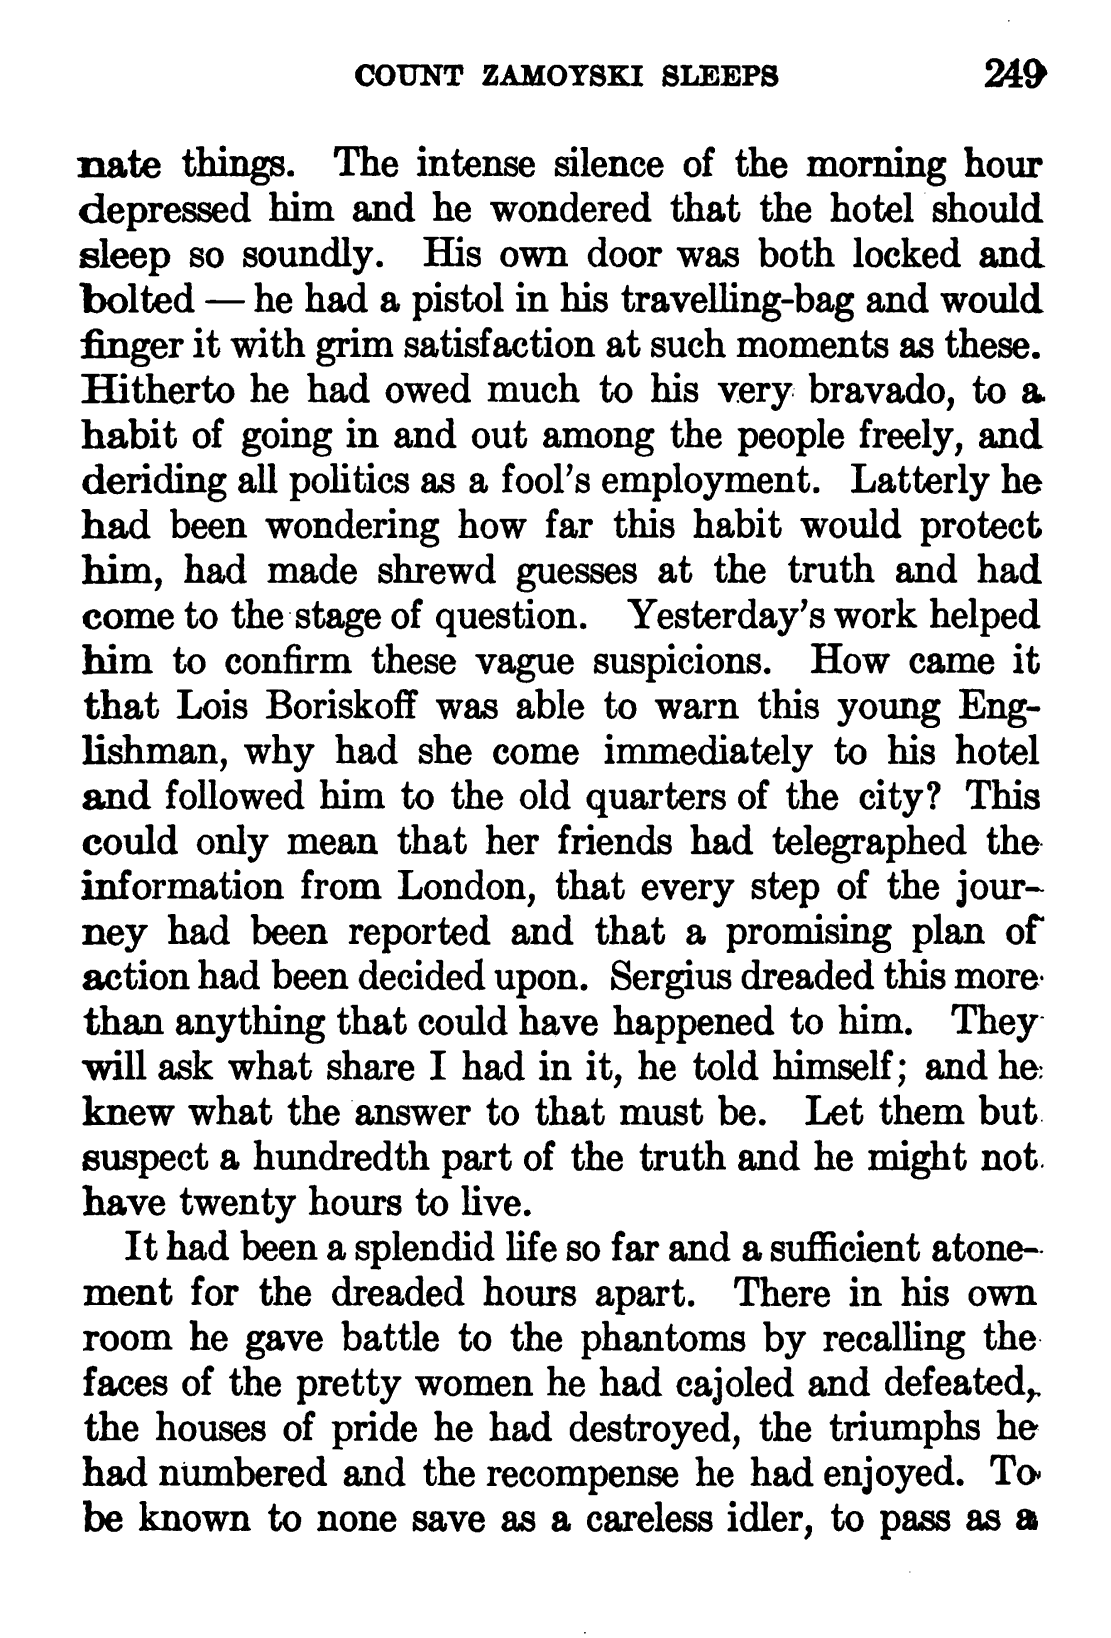 COUNT ZAMOYSKI SLEEPS 249
nate things. The intense silence of the morning hour
depressed him and he wondered that the hotel should
sleep so soundly. His own door was both locked and
bolted — he had a pistol in his travelling-bag and would
finger it with grim satisfaction at such moments as these.
Hitherto he had owed much to his very bravado, to a
habit of going in and out among the people freely, and
deriding all politics as a fool's employment. Latterly he
had been wondering how far this habit would protect
him, had made shrewd guesses at the truth and had
come to the stage of question. Yesterday's work helped
him to confirm these vague suspicions. How came it
that Lois Boriskoff was able to warn this young Eng-
lishman, why had she come immediately to his hotel
and followed him to the old quarters of the city? This
could only mean that her friends had telegraphed the
information from London, that every step of the jour-
ney had been reported and that a promising plan of
action had been decided upon. Sergius dreaded this more
than anything that could have happened to him. They
will ask what share I had in it, he told himself; and he
knew what the answer to that must be. Let them but
suspect a hundredth part of the truth and he might not
have twenty hours to live.
It had been a splendid life so far and a sufficient atone-
ment for the dreaded hours apart. There in his own
room he gave battle to the phantoms by recalling the
faces of the pretty women he had cajoled and defeated,
the houses of pride he had destroyed, the triumphs he
had numbered and the recompense he had enjoyed. To
be known to none save as a careless idler, to pass as a